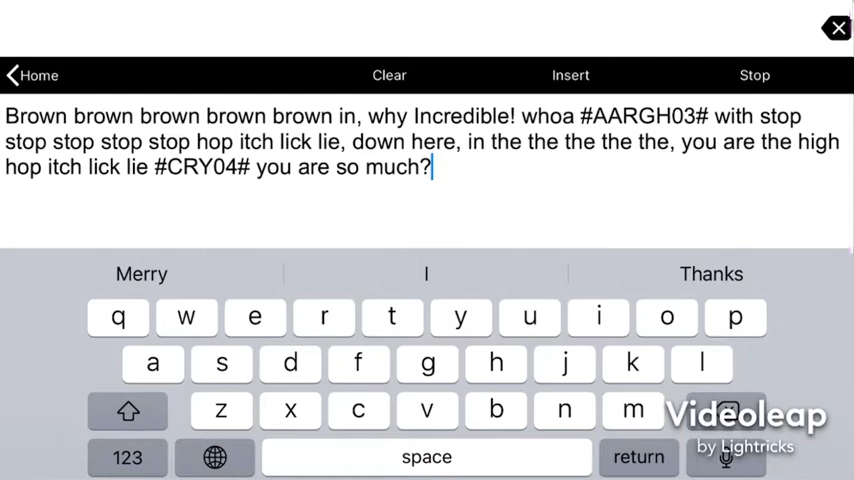 Home Clear Insert Stop
Brown brown brown brown brown in, why Incredible! whoa #AARGH03# with stop
stop stop stop stop hop itch lick lie, down here, in the the the the the, you are the high
hop itch lick lie #CRY04# you are so much?
Merry I Thanks
q w e r t y u i o p
a s d f g h j k l
z x c v b n m
Videoleap
by Lightricks
123 space return